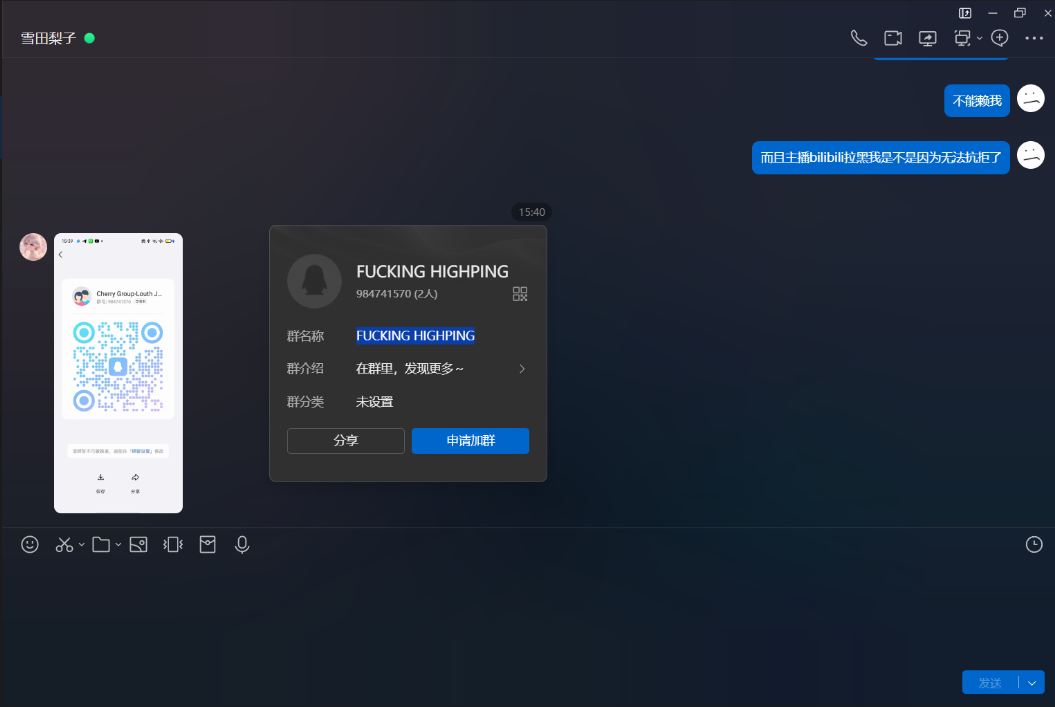 雪田梨子
不能赖我
而且主播bilibili拉黑我是不是因为无法抗拒了
15:40
15:39
Cherry Group-Louth J...
FUCKING HIGHPING
984741570 (2人)
群名称 FUCKING HIGHPING
群介绍 在群里，发现更多～
群分类 未设置
分享 申请加群
保存 分享
发送